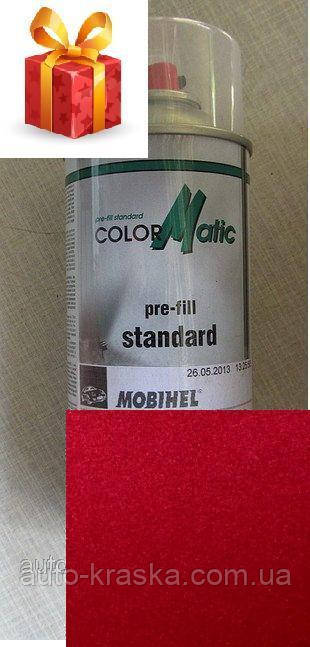 pre-fill standard
COLORMatic
pre-fill
standard
26.05.2013
MOBIHEL®
auto
auto-kraska.com.ua